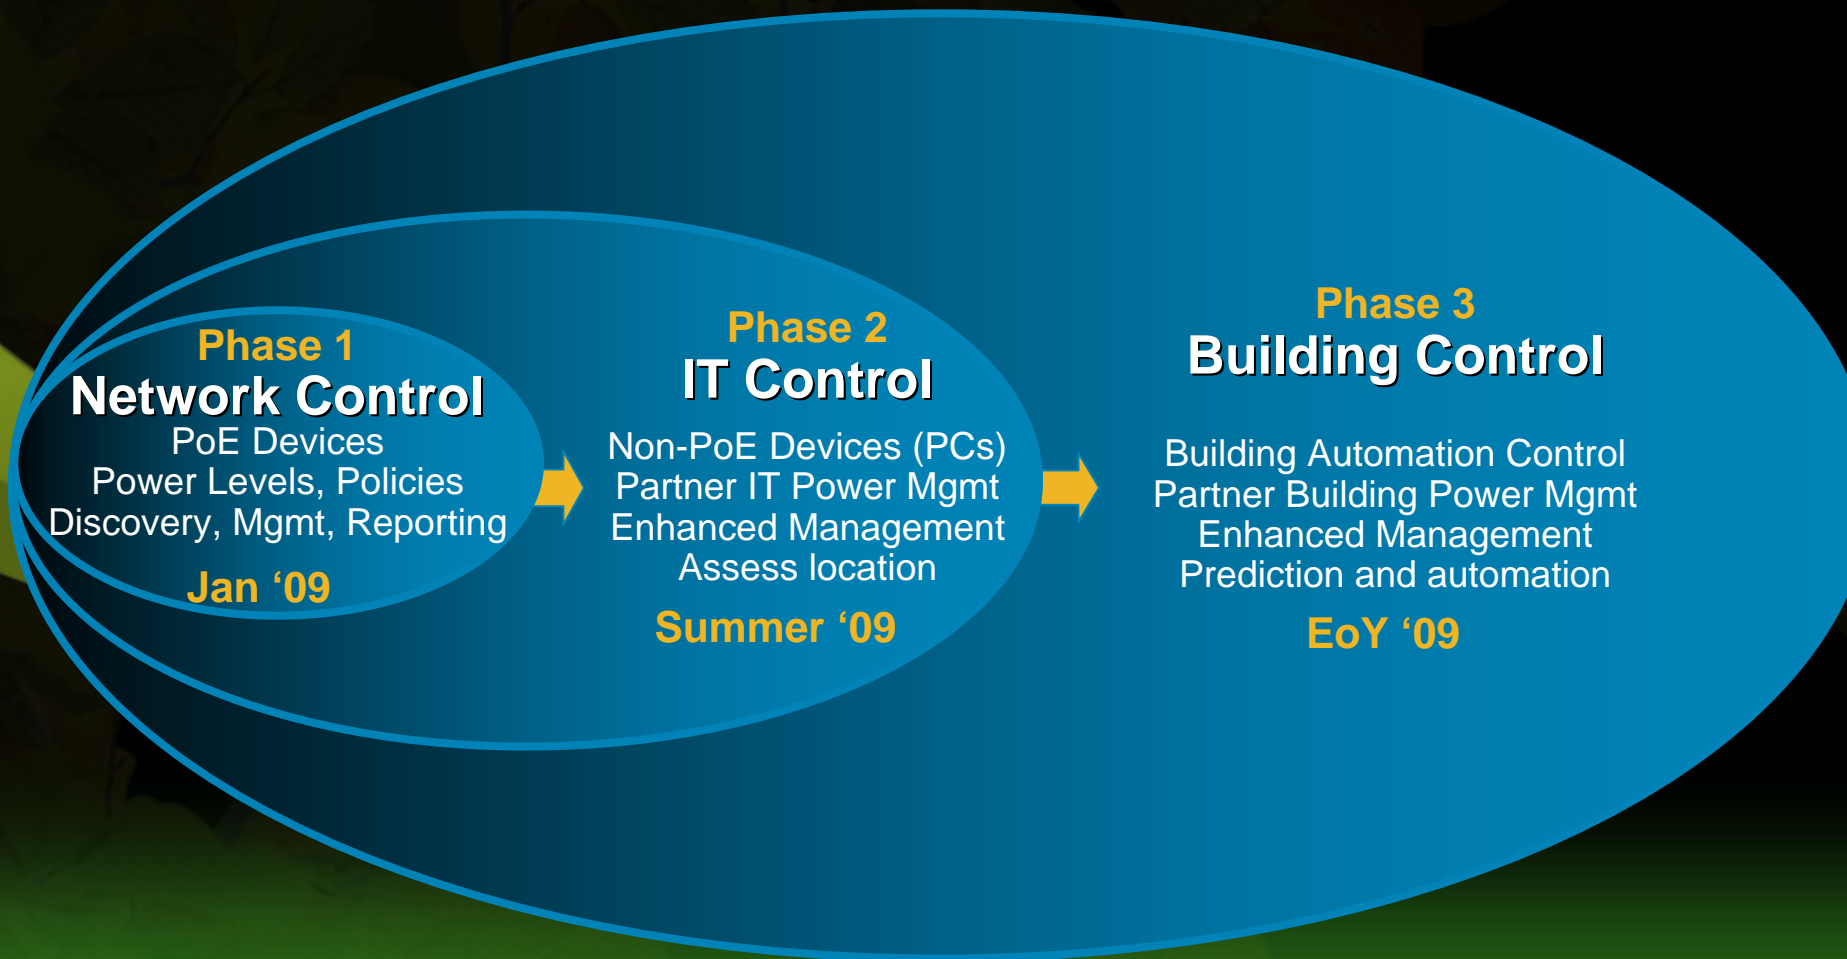 Phase 1
Network Control
PoE Devices
Power Levels, Policies
Discovery, Mgmt, Reporting
Jan ‘09
Phase 2
IT Control
Non-PoE Devices (PCs)
Partner IT Power Mgmt
Enhanced Management
Assess location
Summer ‘09
Phase 3
Building Control
Building Automation Control
Partner Building Power Mgmt
Enhanced Management
Prediction and automation
EoY ‘09